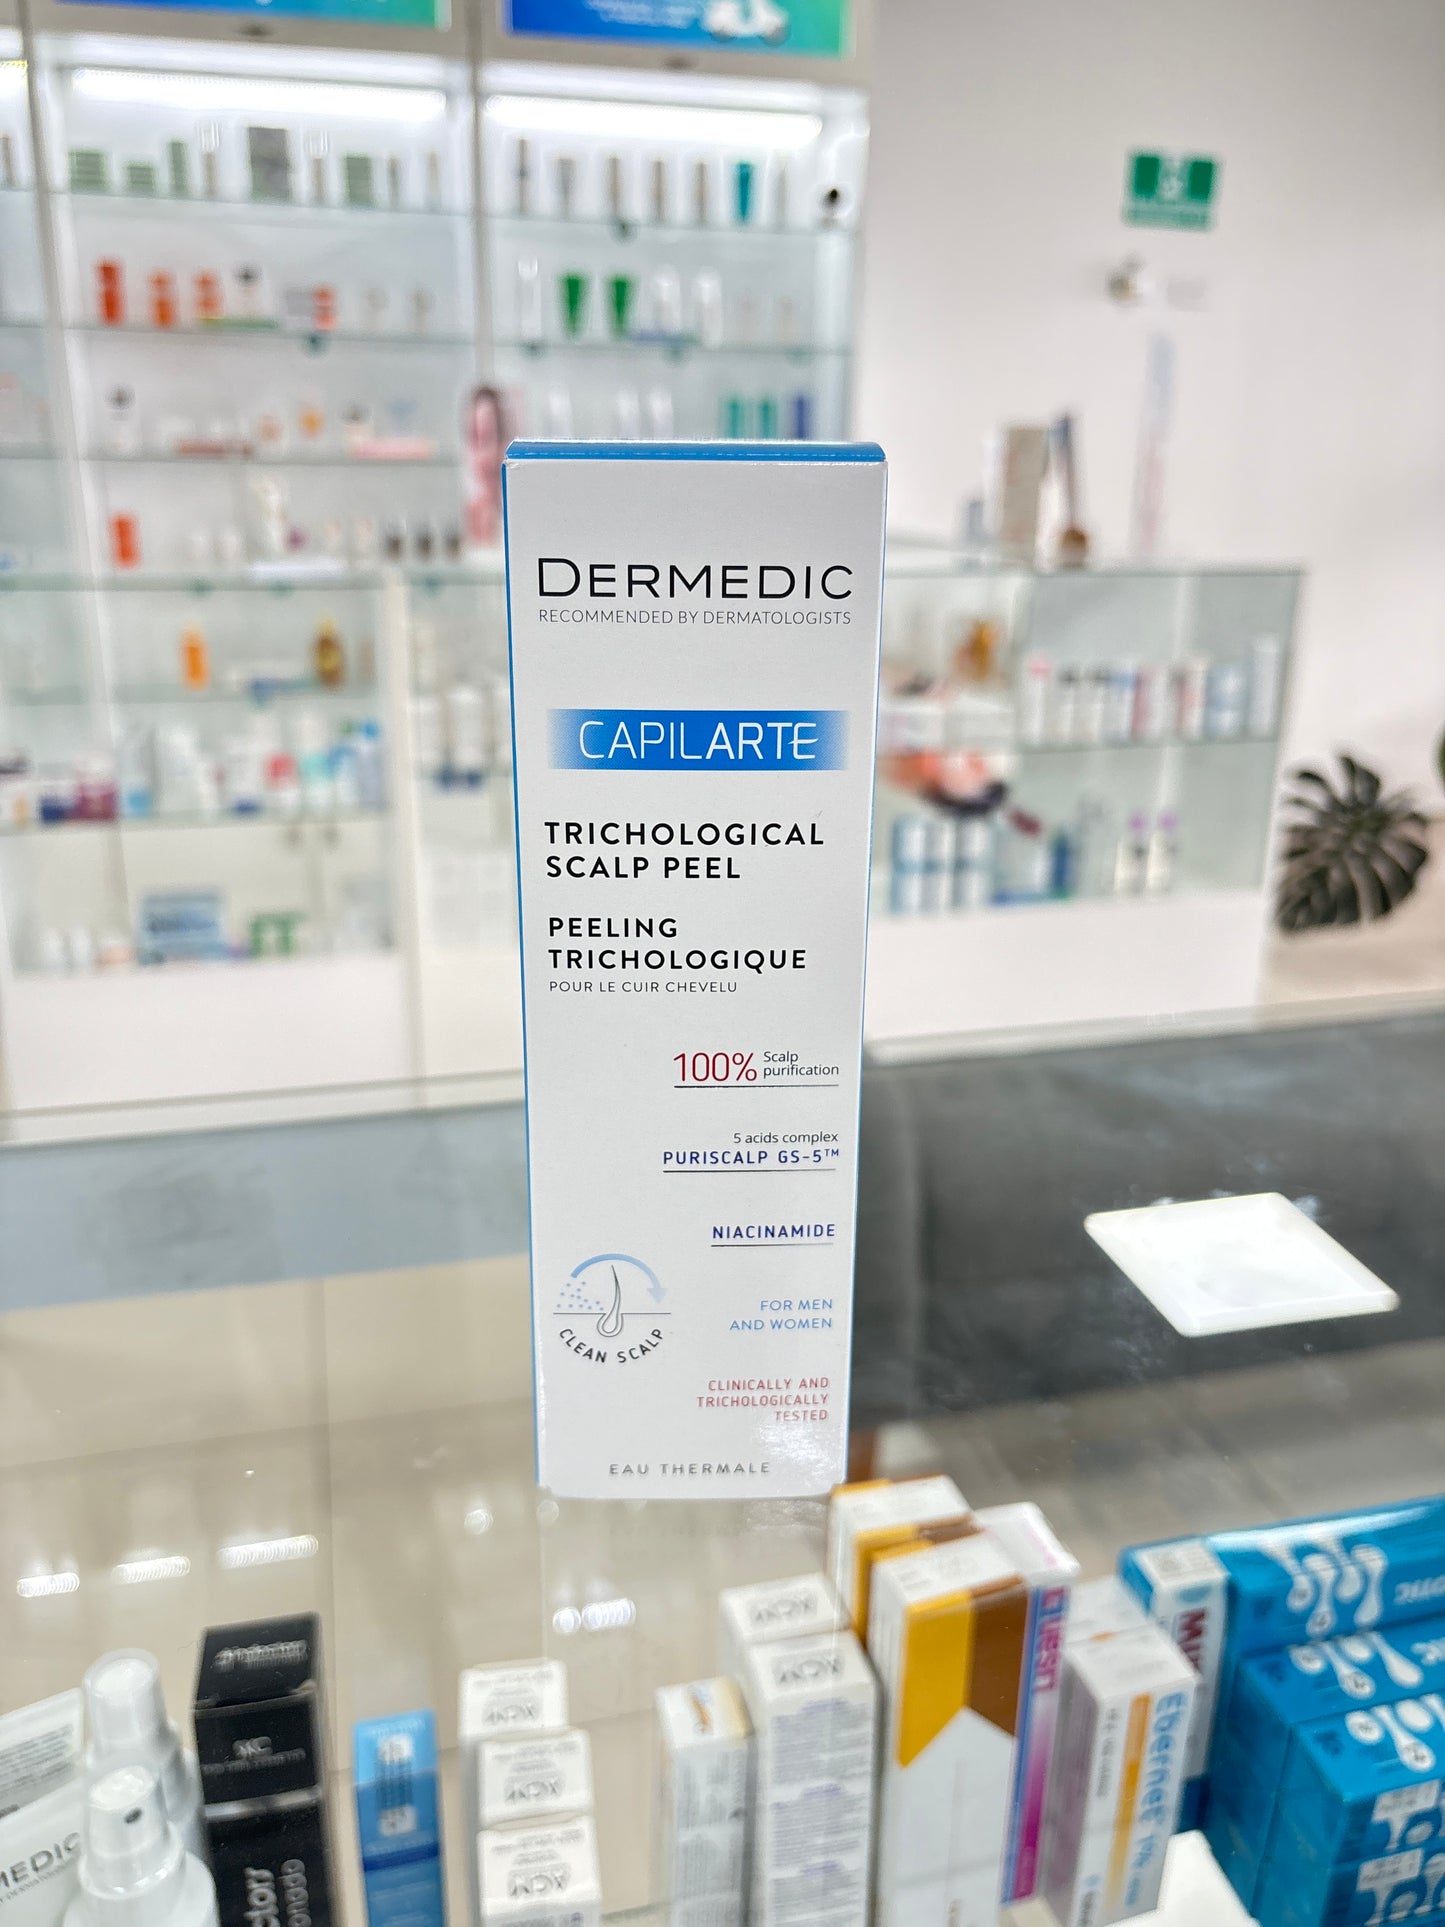 DERMEDIC
RECOMMENDED BY DERMATOLOGISTS
CAPILARTE
TRICHOLOGICAL
SCALP PEEL
PEELING
TRICHOLOGIQUE
POUR LE CUIR CHEVELU
100% Scalp
purification
5 acids complex
PURISCALP GS-5™
NIACINAMIDE
CLEAN SCALP
FOR MEN
AND WOMEN
CLINICALLY AND
TRICHOLOGICALLY
TESTED
EAU THERMALE